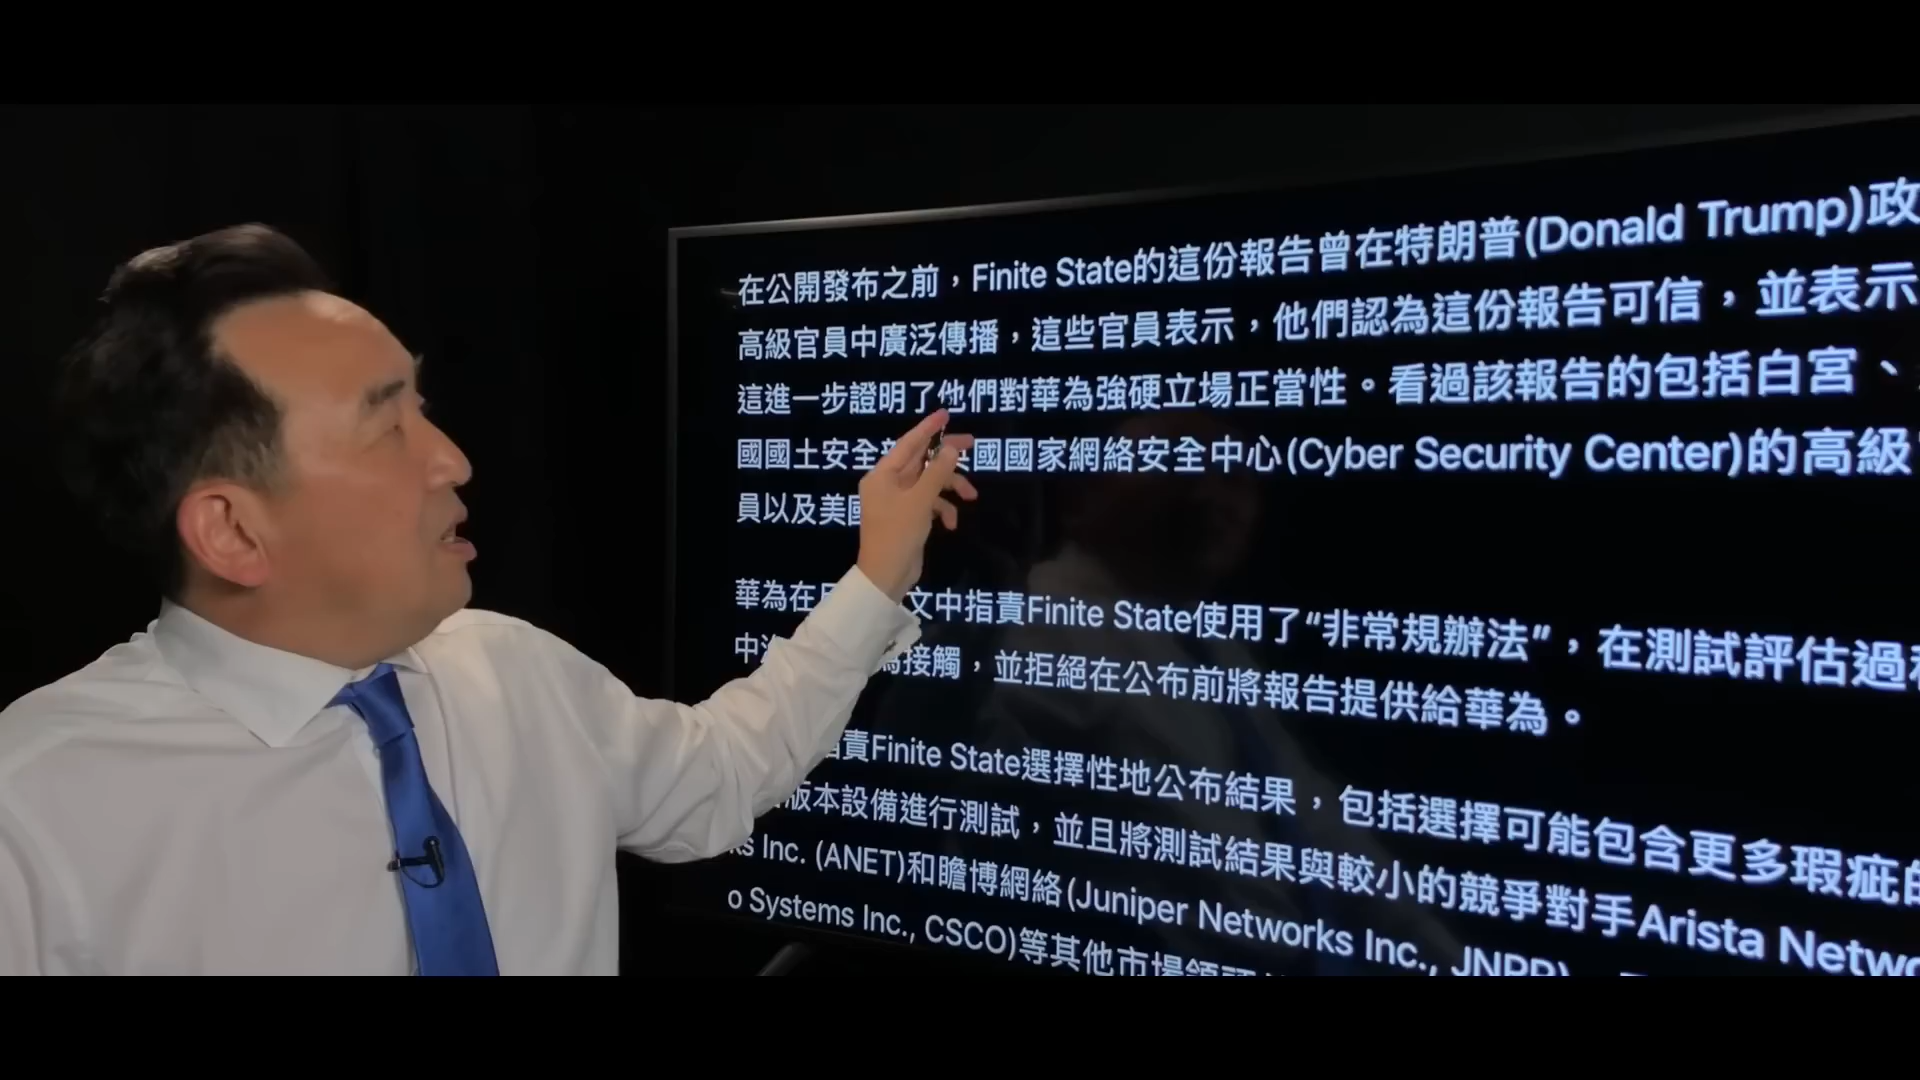 在公開發布之前，Finite State的這份報告曾在特朗普(Donald Trump)政
高級官員中廣泛傳播，這些官員表示，他們認為這份報告可信，並表示
這進一步證明了他們對華為強硬立場正當性。看過該報告的包括白宮、
國國土安全 國國家網絡安全中心(Cyber Security Center)的高級
員以及美國
華為在 文中指責Finite State使用了“非常規辦法”，在測試評估過
中 接觸，並拒絕在公布前將報告提供給華為。
指責Finite State選擇性地公布結果，包括選擇可能包含更多瑕疵的
版本設備進行測試，並且將測試結果與較小的競爭對手Arista Netwo
ks Inc. (ANET)和瞻博網絡(Juniper Networks Inc., JNPR)
o Systems Inc., CSCO)等其他市場領